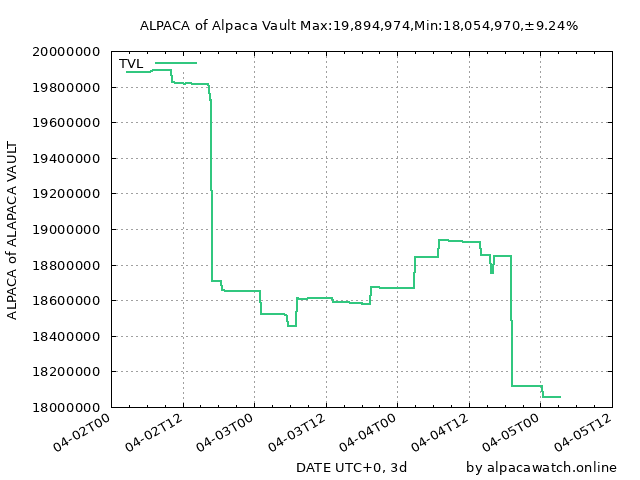 ALPACA of Alpaca Vault Max:19,894,974,Min:18,054,970,±9.24%
20000000
TVL
19800000
19600000
19400000
19200000
19000000
18800000
18600000
18400000
18200000
18000000
ALPACA of ALAPACA VAULT
04-02T00
04-02T12
04-03T00
04-03T12
04-04T00
04-04T12
04-05T00
04-05T12
DATE UTC+0, 3d
by alpacawatch.online